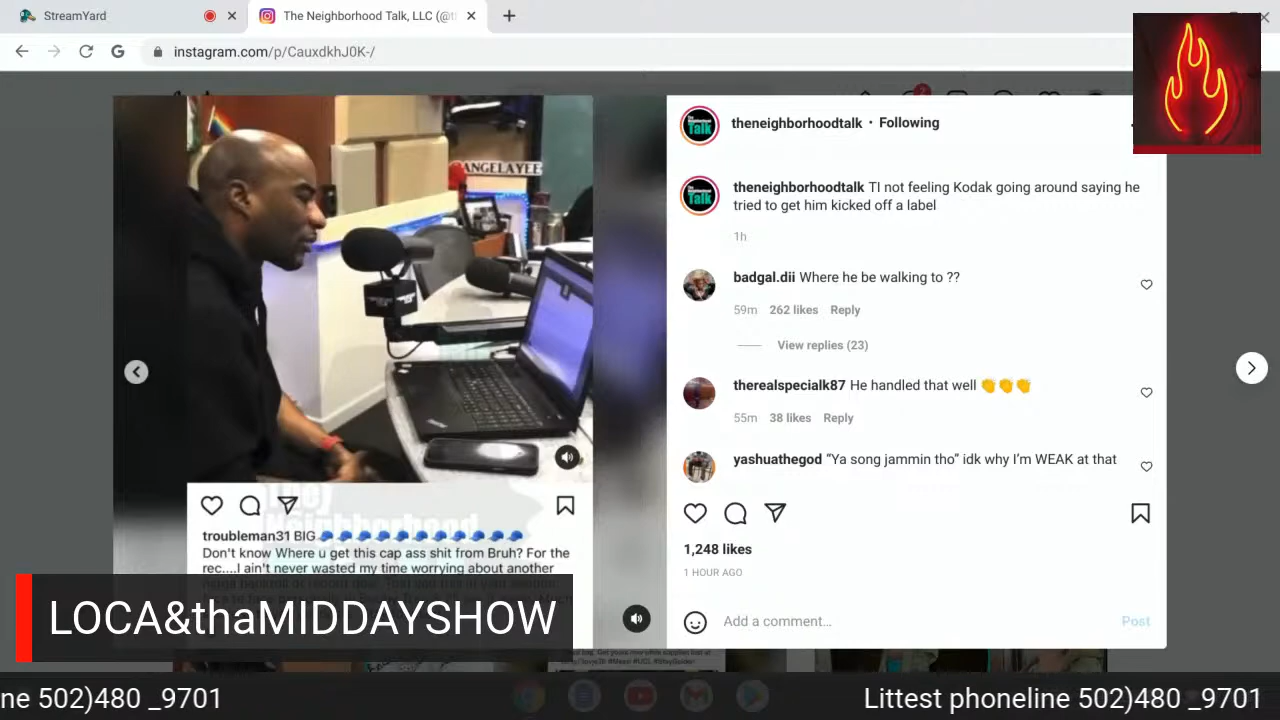 StreamYard
The Neighborhood Talk, LLC (@t
instagram.com/p/CauxdkhJ0K-/
ANGELAYEE
theneighborhoodtalk • Following
theneighborhoodtalk TI not feeling Kodak going around saying he
tried to get him kicked off a label
1h
badgal.dii Where he be walking to ??
59m 262 likes Reply
View replies (23)
therealspecialk87 He handled that well 👏👏👏
55m 38 likes Reply
yashuathegod “Ya song jammin tho” idk why I’m WEAK at that
1,248 likes
1 HOUR AGO
Add a comment…
Post
The
Neighborhood
troubleman31 BIG 🧢🧢🧢🧢🧢🧢🧢🧢🧢🧢🧢
Don't know Where u get this cap ass shit from Bruh? For the
rec....I ain't never wasted my time worrying about another
LOCA&thaMIDDAYSHOW
ne 502)480 _9701
Littest phoneline 502)480 _9701